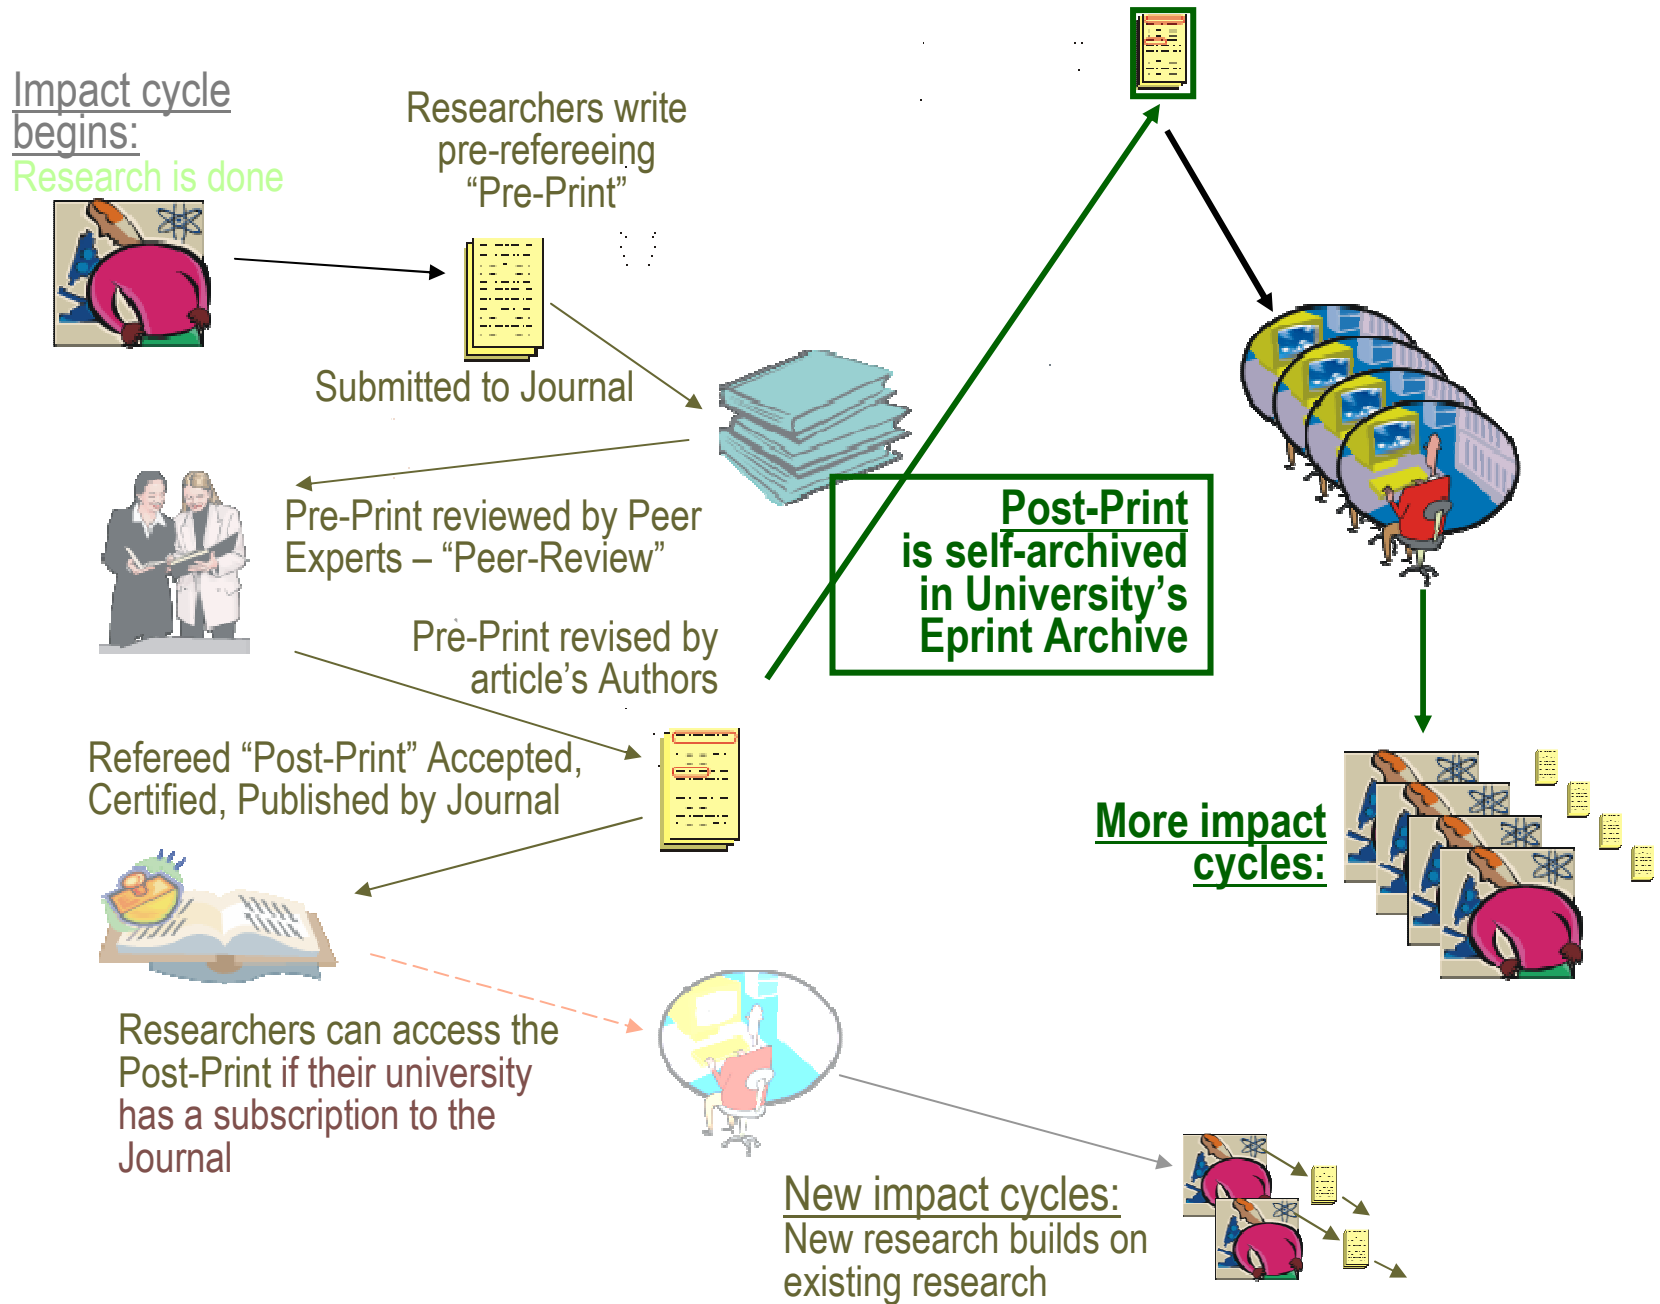 Impact cycle
begins:
Research is done
Researchers write
pre-refereeing
“Pre-Print”
Submitted to Journal
Pre-Print reviewed by Peer
Experts – “Peer-Review”
Pre-Print revised by
article’s Authors
Refereed “Post-Print” Accepted,
Certified, Published by Journal
Researchers can access the
Post-Print if their university
has a subscription to the
Journal
New impact cycles:
New research builds on
existing research
Post-Print
is self-archived
in University’s
Eprint Archive
More impact
cycles: